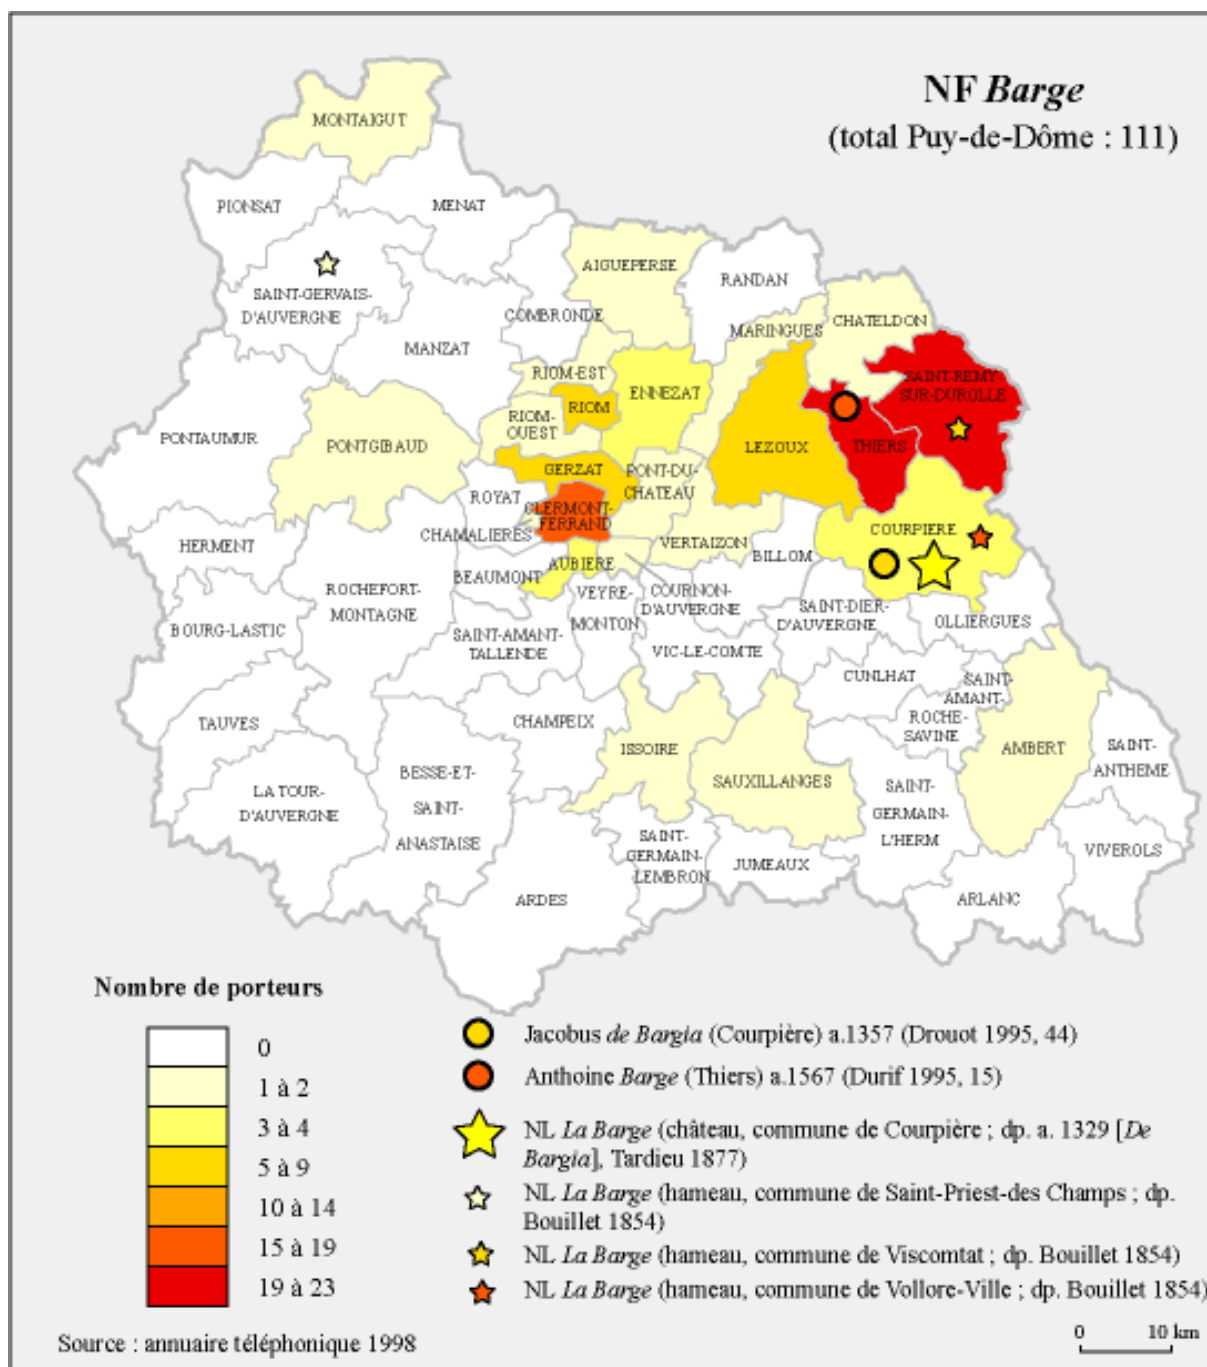 NF Barge
(total Puy-de-Dôme : 111)
MONTAIGUT
PIONSAT
MENAT
AIGUEPERSE
RANDAN
SAINT-GERVAIS-
D'AUVERGNE
COMBRONDE
MARINGUES
CHATELDON
MANZAT
RIOM-EST
ENNEZAT
SAINT-REMY-
SUR-DUROLLE
RIOM
RIOM-
OUEST
PONTAUMUR
PONTGIBAUD
LEZOUX
THIERS
GERZAT
PONT-DU-
CHATEAU
ROYAT
CLERMONT-
FERRAND
CHAMALIERES
COURPIERE
HERMENT
VERTAIZON
BILLOM
AUBIERE
BEAUMONT
ROCHEFORT-
MONTAGNE
VEYRE-
MONTON
COURNON-
D'AUVERGNE
SAINT-DIER-
D'AUVERGNE
OLLIERGUES
BOURG-LASTIC
SAINT-AMANT-
TALLENDE
VIC-LE-COMTE
CUNLHAT
SAINT-
AMANT-
ROCHE-
SAVINE
TAUVES
CHAMPEIX
ISSOIRE
AMBERT
SAINT-
ANTHEME
BESSE-ET-
SAINT-
ANASTAISE
SAUXILLANGES
LA TOUR-
D'AUVERGNE
SAINT-
GERMAIN-
L'HERM
SAINT-
GERMAIN-
LEMBRON
JUMEAUX
VIVEROLS
ARDES
ARLANC
Nombre de porteurs
0
1 à 2
3 à 4
5 à 9
10 à 14
15 à 19
19 à 23
Jacobus de Bargia (Courpière) a.1357 (Drouot 1995, 44)
Anthoine Barge (Thiers) a.1567 (Durif 1995, 15)
NL La Barge (château, commune de Courpière ; dp. a. 1329 [De
Bargia], Tardieu 1877)
NL La Barge (hameau, commune de Saint-Priest-des Champs ; dp.
Bouillet 1854)
NL La Barge (hameau, commune de Viscomtat ; dp. Bouillet 1854)
NL La Barge (hameau, commune de Vollore-Ville ; dp. Bouillet 1854)
Source : annuaire téléphonique 1998
0 10 km